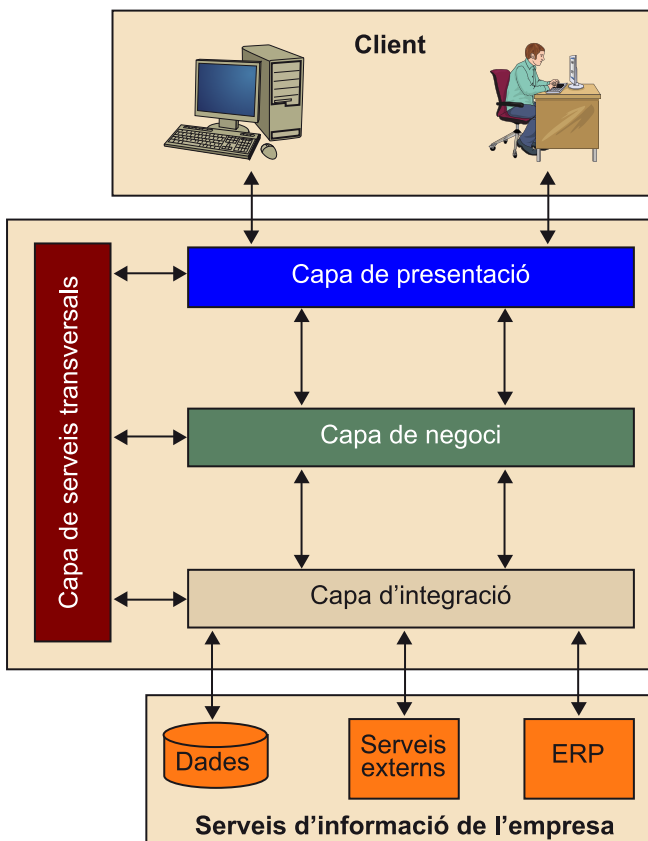 Client
Capa de serveis transversals
Capa de presentació
Capa de negoci
Capa d'integració
Dades
Serveis
externs
ERP
Serveis d'informació de l'empresa